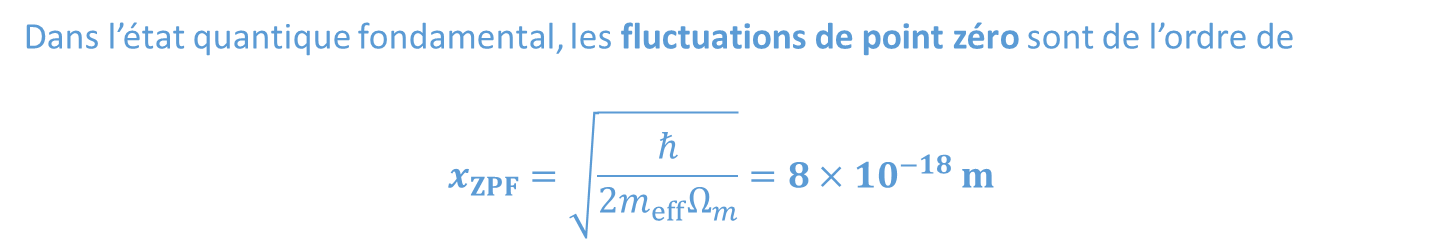 Dans l’état quantique fondamental, les fluctuations de point zéro sont de l’ordre de
x_ZPF = √(ħ / (2m_eff Ω_m)) = 8 × 10⁻¹⁸ m